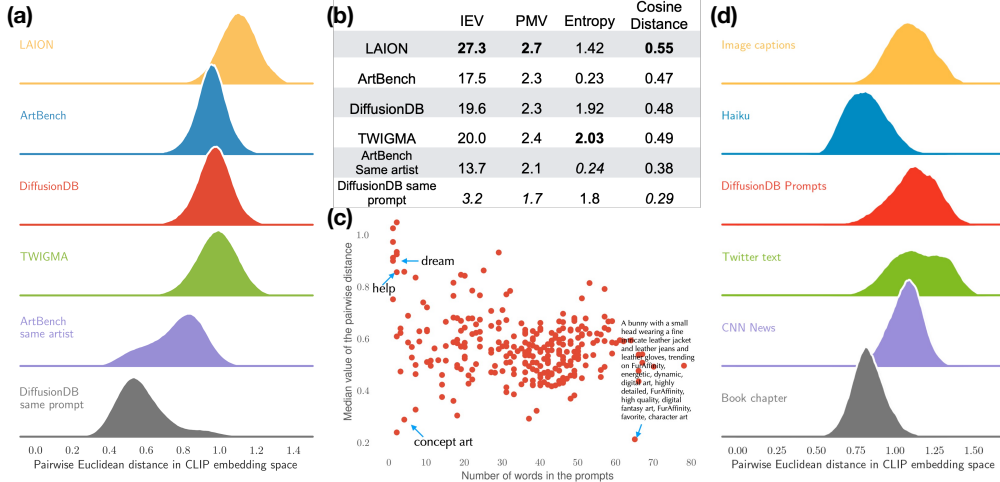 (a)
LAION
ArtBench
DiffusionDB
TWIGMA
ArtBench
same artist
DiffusionDB
same prompt
0.0 0.2 0.4 0.6 0.8 1.0 1.2 1.4
Pairwise Euclidean distance in CLIP embedding space
(b)
IEV PMV Entropy Cosine
Distance
LAION 27.3 2.7 1.42 0.55
ArtBench 17.5 2.3 0.23 0.47
DiffusionDB 19.6 2.3 1.92 0.48
TWIGMA 20.0 2.4 2.03 0.49
ArtBench
Same artist 13.7 2.1 0.24 0.38
DiffusionDB same
prompt 3.2 1.7 1.8 0.29
(c)
Median value of the pairwise distance
1.0
0.8
0.6
0.4
0.2
dream
help
concept art
A bunny with a small
head wearing a fine
intricate leather jacket
and leather jeans and
leather gloves, trending
on FurAffinity,
energetic, dynamic,
digital art, highly
detailed, FurAffinity,
high quality, digital
fantasy art, FurAffinity,
favorite, character art
0 10 20 30 40 50 60 70 80
Number of words in the prompts
(d)
Image captions
Haiku
DiffusionDB Prompts
Twitter text
CNN News
Book chapter
0.00 0.25 0.50 0.75 1.00 1.25 1.50
Pairwise Euclidean distance in CLIP embedding space